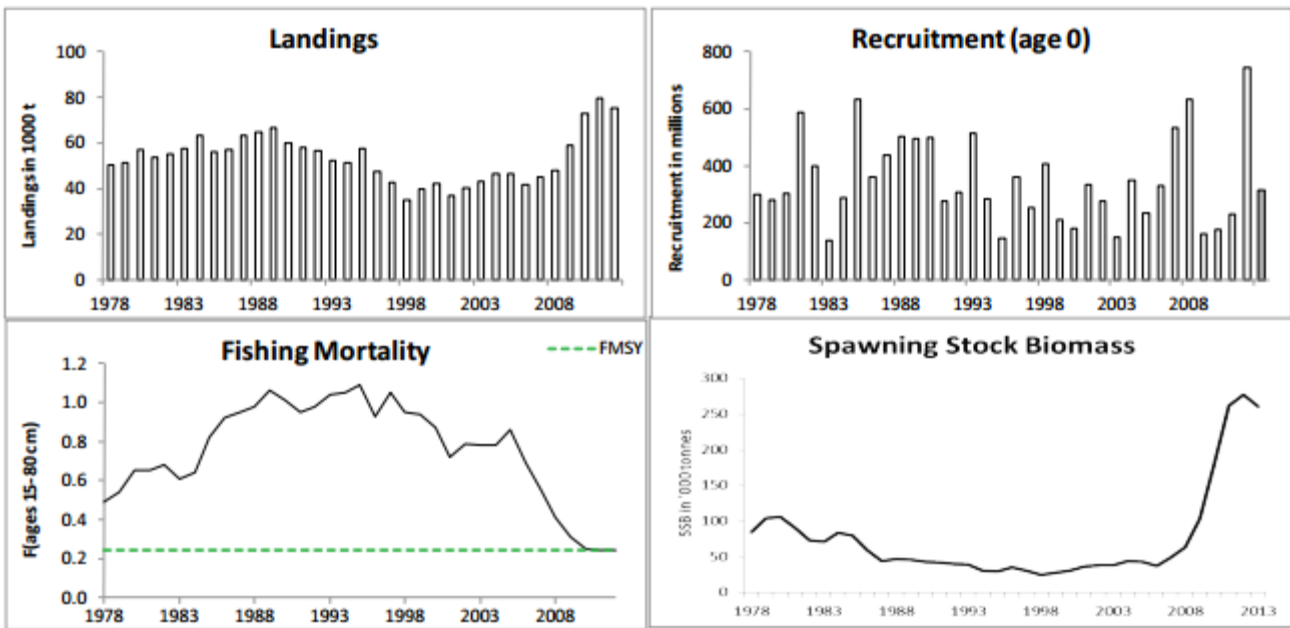 Landings
Landings in 1000 t
100
80
60
40
20
0
1978 1983 1988 1993 1998 2003 2008
Recruitment (age 0)
Recruitment in millions
800
600
400
200
0
1978 1983 1988 1993 1998 2003 2008
Fishing Mortality
FMSY
F(ages 15-80cm)
1.2
1.0
0.8
0.6
0.4
0.2
0.0
1978 1983 1988 1993 1998 2003 2008
Spawning Stock Biomass
SSB in '000 tonnes
300
250
200
150
100
50
0
1978 1983 1988 1993 1998 2003 2008 2013